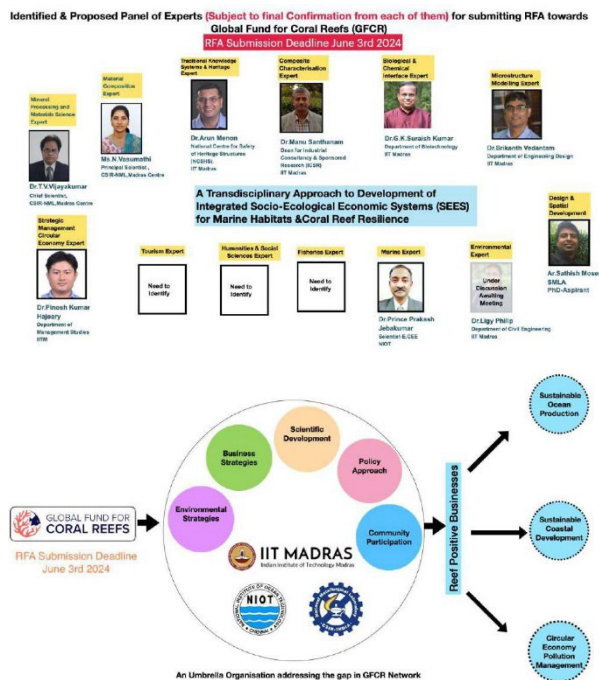 Identified & Proposed Panel of Experts (Subject to final Confirmation from each of them) for submitting RFA towards
Global Fund for Coral Reefs (GFCR)
RFA Submission Deadline June 3rd 2024
Traditional Knowledge
Systems & Heritage
Expert
Dr.Arun Menon
National Centre for Safety
of Heritage Structures
(NCSHS),
IIT Madras
Composite
Characterisation
Expert
Dr.Manu Santhanam
Dean for Industrial
Consultancy & Sponsored
Research (ICSR)
IIT Madras
Biological &
Chemical
Interface Expert
Dr.G.K.Suraish Kumar
Department of Biotechnology
IIT Madras
Microstructure
Modelling Expert
Dr.Srikanth Vedantam
Department of Engineering Design
IIT Madras
Material
Composition
Expert
Ms.N.Vasumathi
Principal Scientist,
CSIR-NML,Madras Centre
Mineral
Processing and
Materials Science
Expert
Dr.T.V.Vijayakumar
Chief Scientist,
CSIR-NML,Madras Centre
A Transdisciplinary Approach to Development of
Integrated Socio-Ecological Economic Systems (SEES)
for Marine Habitats &Coral Reef Resilience
Design &
Spatial
Development
Ar.Sathish Moses
SMLA
PhD-Aspirant
Strategic
Management
Circular
Economy Expert
Dr.Pinosh Kumar
Hajoary
Department of
Management Studies
IITM
Tourism Expert
Need to
Identify
Humanities & Social
Sciences Expert
Need to
Identify
Fisheries Expert
Need to
Identify
Marine Expert
Dr.Prince Prakash
Jebakumar
Scientist E,CEE
NIOT
Environmental
Expert
Under
Discussion
Awaiting
Meeting
Dr.Ligy Philip
Department of Civil Engineering
IIT Madras
GLOBAL FUND FOR
CORAL REEFS
RFA Submission Deadline
June 3rd 2024
Environmental
Strategies
Business
Strategies
Scientific
Development
Policy
Approach
Community
Participation
IIT MADRAS
Indian Institute of Technology Madras
NIOT
Reef Positive Businesses
Sustainable
Ocean
Production
Sustainable
Coastal
Development
Circular
Economy
Pollution
Management
An Umbrella Organisation addressing the gap in GFCR Network